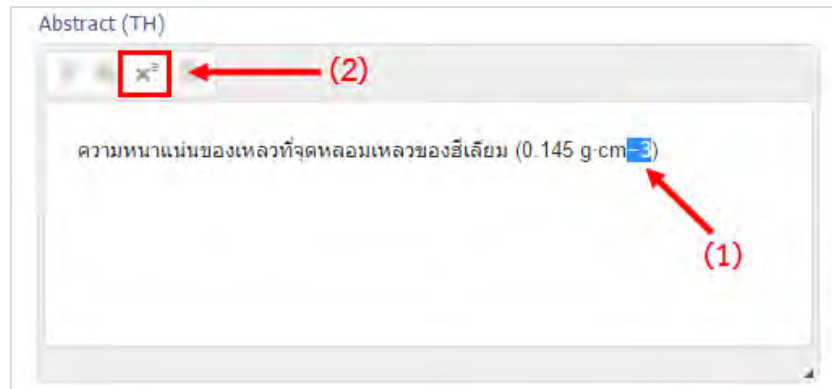 Abstract (TH)
x² (2)
ความหนาแน่นของเหลวที่จุดหลอมเหลวของฮีเลียม (0.145 g·cm−3)
(1)